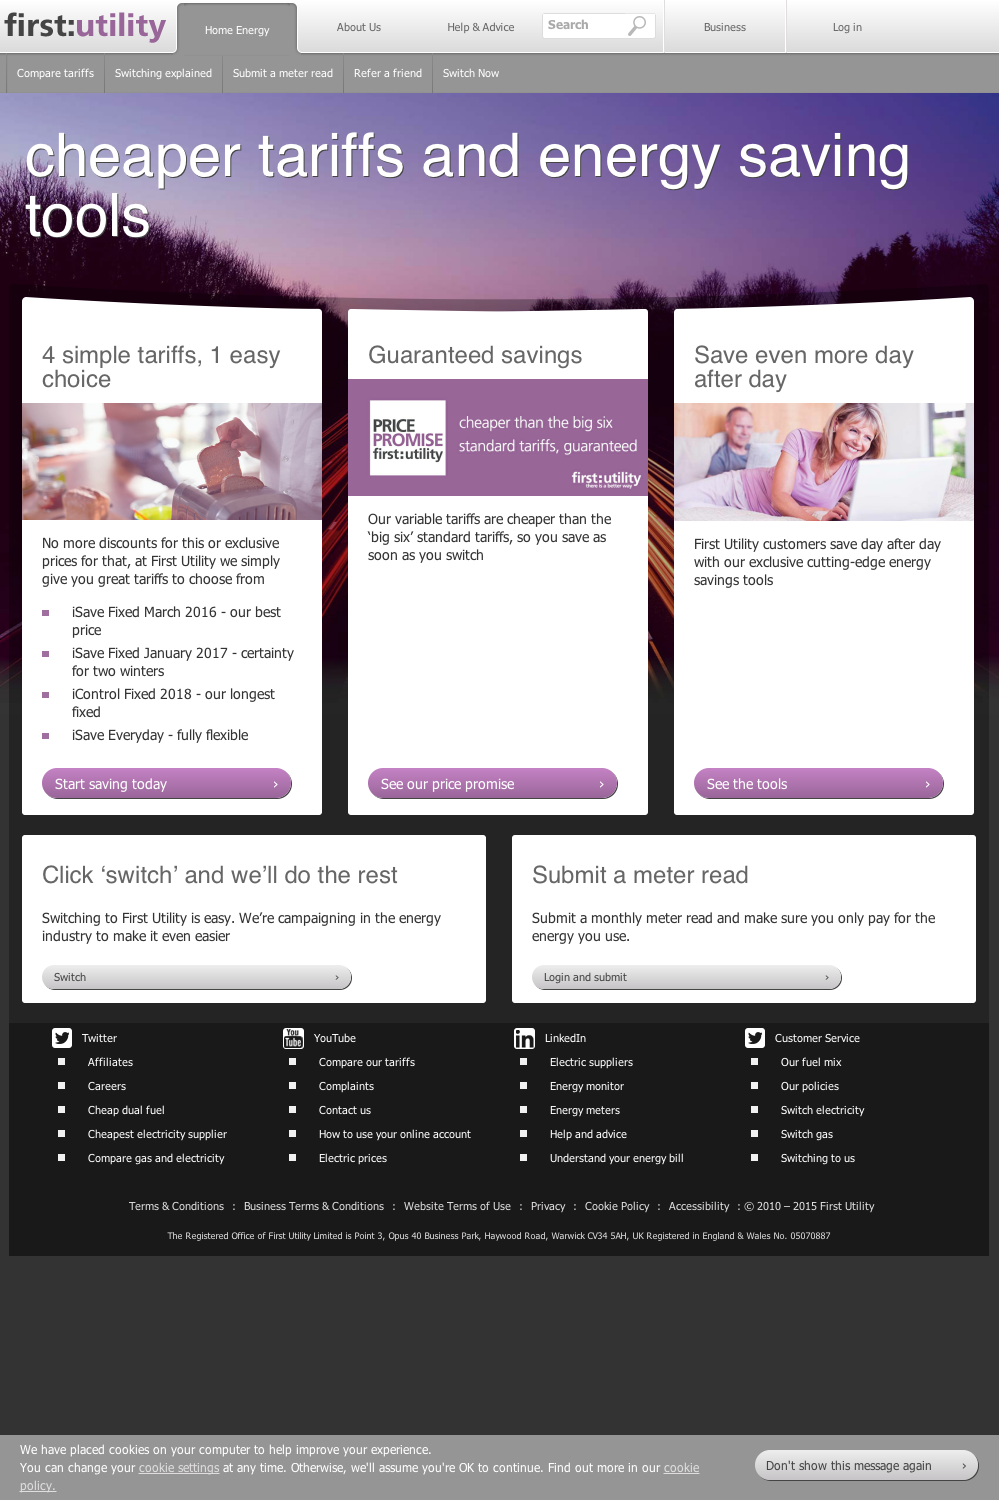 first:utility
Home Energy
About Us
Help & Advice
Search
Business
Log in
Compare tariffs
Switching explained
Submit a meter read
Refer a friend
Switch Now
cheaper tariffs and energy saving
tools
4 simple tariffs, 1 easy
choice
No more discounts for this or exclusive
prices for that, at First Utility we simply
give you great tariffs to choose from
iSave Fixed March 2016 - our best
price
iSave Fixed January 2017 - certainty
for two winters
iControl Fixed 2018 - our longest
fixed
iSave Everyday - fully flexible
Start saving today ›
Guaranteed savings
PRICE
PROMISE
first:utility
cheaper than the big six
standard tariffs, guaranteed
first:utility
there is a better way
Our variable tariffs are cheaper than the
‘big six’ standard tariffs, so you save as
soon as you switch
See our price promise ›
Save even more day
after day
First Utility customers save day after day
with our exclusive cutting-edge energy
savings tools
See the tools ›
Click ‘switch’ and we’ll do the rest
Switching to First Utility is easy. We’re campaigning in the energy
industry to make it even easier
Switch ›
Submit a meter read
Submit a monthly meter read and make sure you only pay for the
energy you use.
Login and submit ›
Twitter
Affiliates
Careers
Cheap dual fuel
Cheapest electricity supplier
Compare gas and electricity
You
Tube
YouTube
Compare our tariffs
Complaints
Contact us
How to use your online account
Electric prices
in
LinkedIn
Electric suppliers
Energy monitor
Energy meters
Help and advice
Understand your energy bill
Customer Service
Our fuel mix
Our policies
Switch electricity
Switch gas
Switching to us
Terms & Conditions : Business Terms & Conditions : Website Terms of Use : Privacy : Cookie Policy : Accessibility : © 2010 – 2015 First Utility
The Registered Office of First Utility Limited is Point 3, Opus 40 Business Park, Haywood Road, Warwick CV34 5AH, UK Registered in England & Wales No. 05070887
We have placed cookies on your computer to help improve your experience.
You can change your cookie settings at any time. Otherwise, we'll assume you're OK to continue. Find out more in our cookie
policy.
Don't show this message again ›